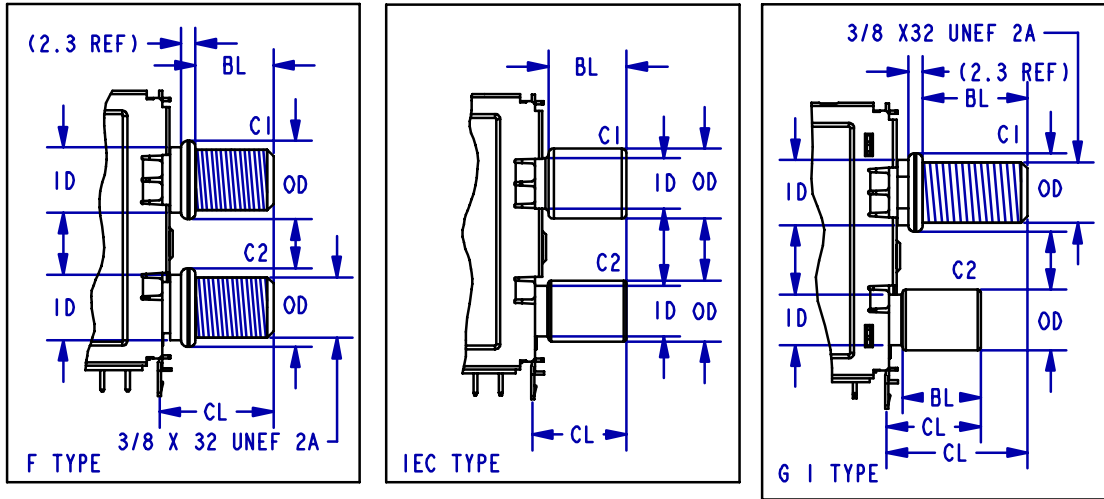 (2.3 REF)
BL
C1
ID
OD
C2
ID
OD
CL
3/8 X 32 UNEF 2A
F TYPE
BL
C1
ID
OD
C2
ID
OD
CL
IEC TYPE
3/8 X32 UNEF 2A
(2.3 REF)
BL
C1
ID
OD
C2
ID
OD
BL
CL
CL
G I TYPE